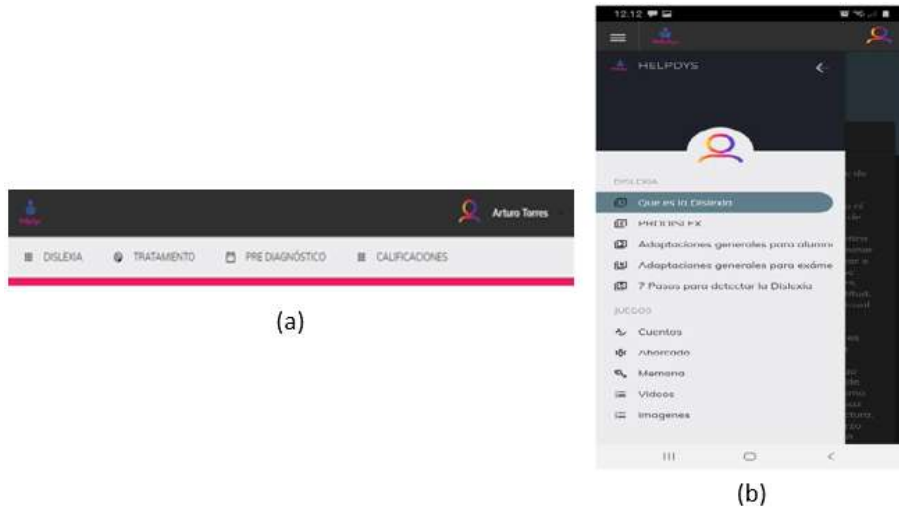 Arturo Torres
DISLEXIA TRATAMIENTO PRE DIAGNÓSTICO CALIFICACIONES
(a)
12.12
HELPDYS
DISLEXIA
Que es la Dislexia
PRODISLEX
Adaptaciones generales para alumn
Adaptaciones generales para exáme
7 Pasos para detectar la Dislexia
JUEGOS
Cuentos
Ahorcado
Memoria
Videos
Imagenes
(b)